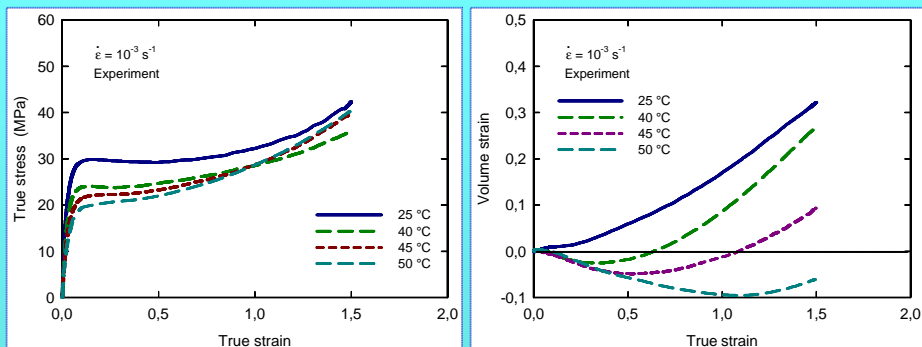 60
50
40
30
20
10
0
0,0
0,5
1,0
1,5
2,0
True stress (MPa)
True strain
ε̇ = 10⁻³ s⁻¹
Experiment
25 °C
40 °C
45 °C
50 °C
0,5
0,4
0,3
0,2
0,1
0,0
-0,1
0,0
0,5
1,0
1,5
2,0
Volume strain
True strain
ε̇ = 10⁻³ s⁻¹
Experiment
25 °C
40 °C
45 °C
50 °C